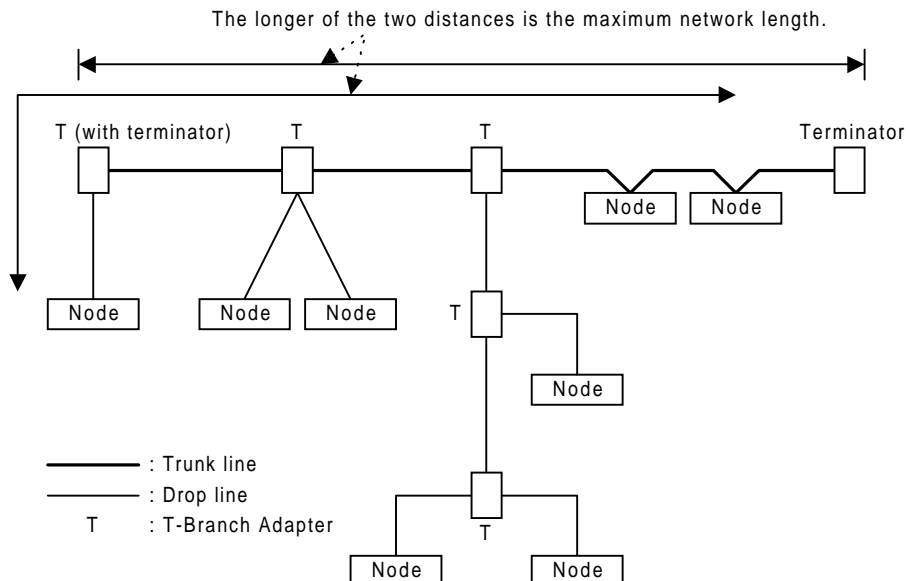 The longer of the two distances is the maximum network length.
T (with terminator) T T Terminator
Node Node
Node Node Node
T
Node
: Trunk line
: Drop line
T : T-Branch Adapter
T
Node Node